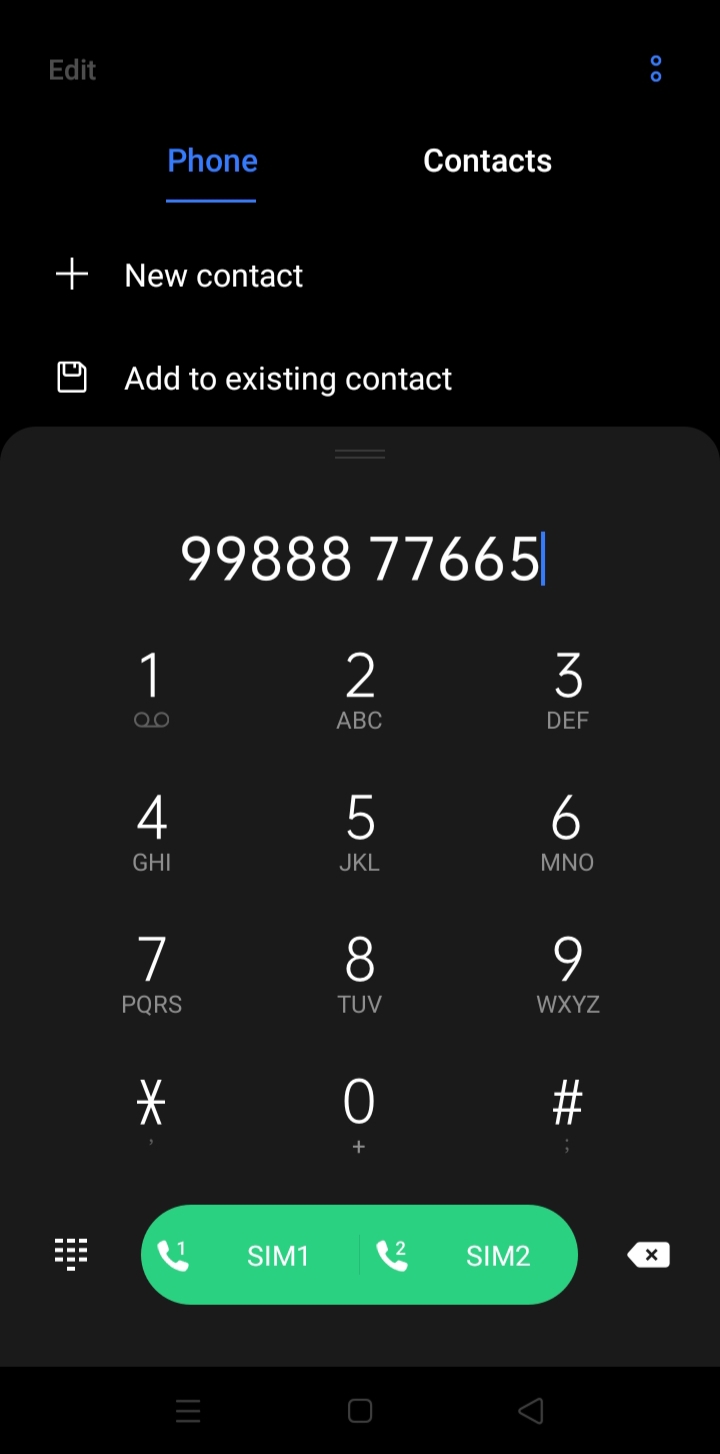 Edit
Phone Contacts
New contact
Add to existing contact
99888 77665
1 2 3
ABC DEF
4 5 6
GHI JKL MNO
7 8 9
PQRS TUV WXYZ
* 0 #
, + ;
1 SIM1 2 SIM2